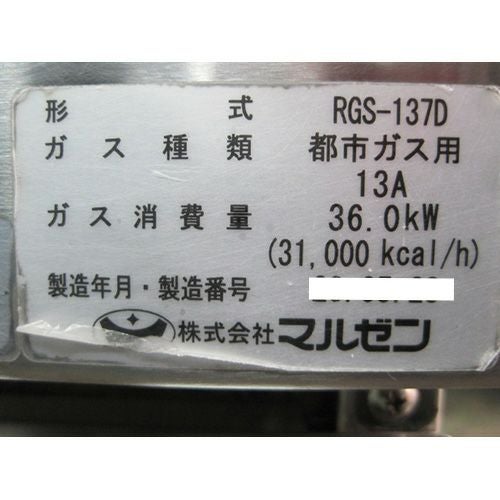 形 式 RGS-137D
ガス種類 都市ガス用
13A
ガス消費量 36.0kW
(31,000 kcal/h)
製造年月・製造番号
株式会社 マルゼン